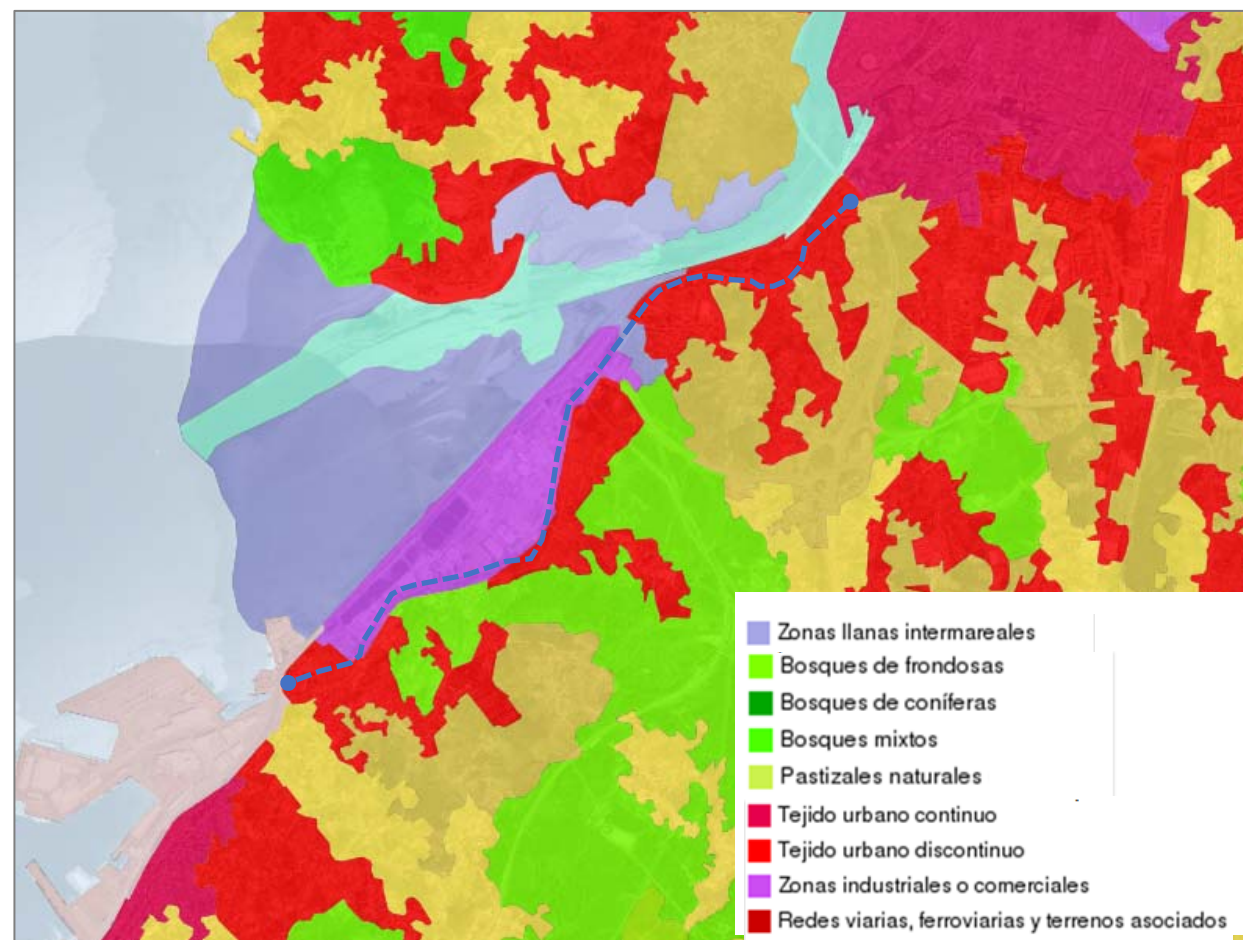 Zonas llanas intermareales
Bosques de frondosas
Bosques de coníferas
Bosques mixtos
Pastizales naturales
Tejido urbano continuo
Tejido urbano discontinuo
Zonas industriales o comerciales
Redes viarias, ferroviarias y terrenos asociados